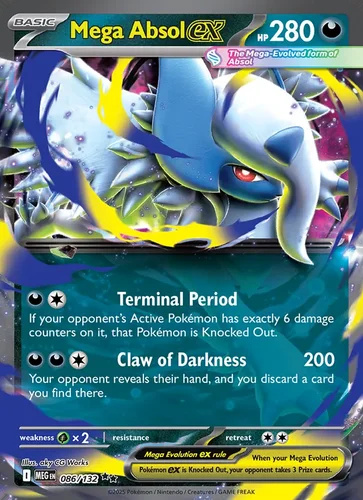 BASIC Mega Absol ex HP 280
The Mega-Evolved form of
Absol
Terminal Period
If your opponent's Active Pokémon has exactly 6 damage
counters on it, that Pokémon is Knocked Out.
Claw of Darkness 200
Your opponent reveals their hand, and you discard a card
you find there.
weakness × 2 resistance retreat
Illus. aky CG Works
I MEG EN 086/132
Mega Evolution ex rule
When your Mega Evolution
Pokémon ex is Knocked Out, your opponent takes 3 Prize cards.
©2025 Pokémon / Nintendo / Creatures / GAME FREAK